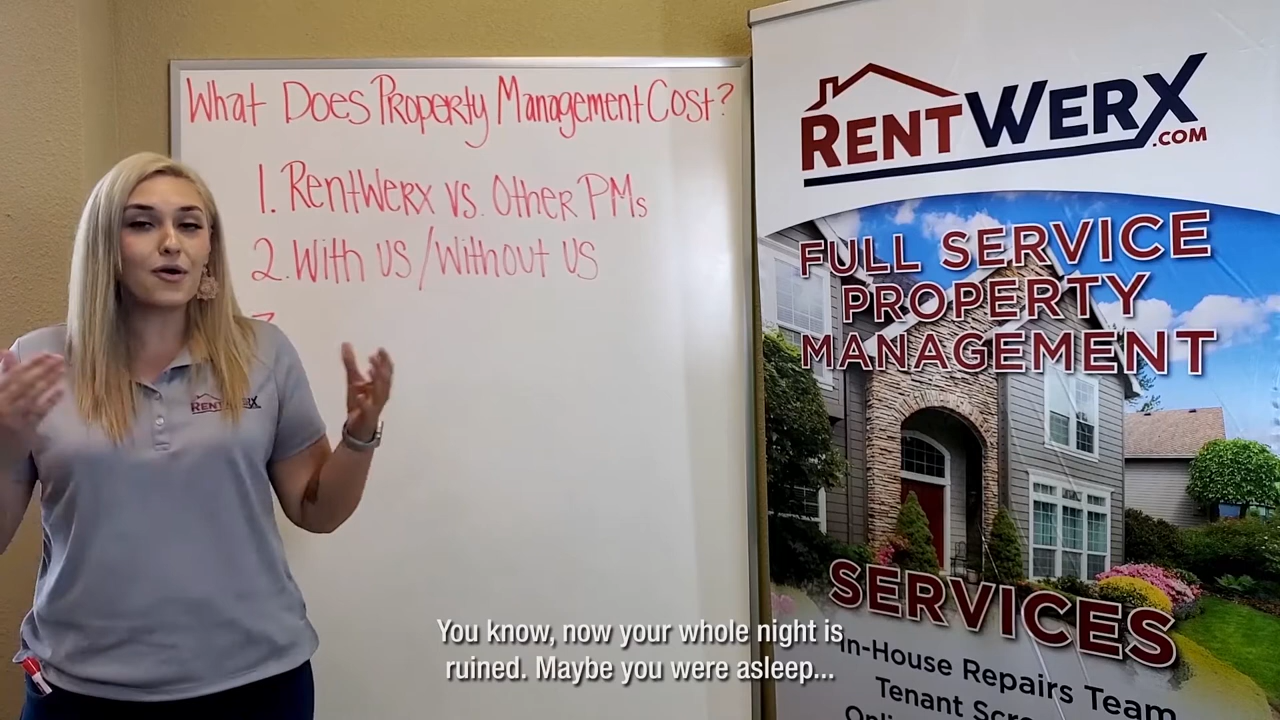 What Does Property Management Cost?
1. RentWerx vs. Other PMs
2. With us / Without us
RENTWERX
.COM
FULL SERVICE
PROPERTY
MANAGEMENT
SERVICES
In-House Repairs Team
Tenant
Online
RENTWERX
You know, now your whole night is
ruined. Maybe you were asleep...